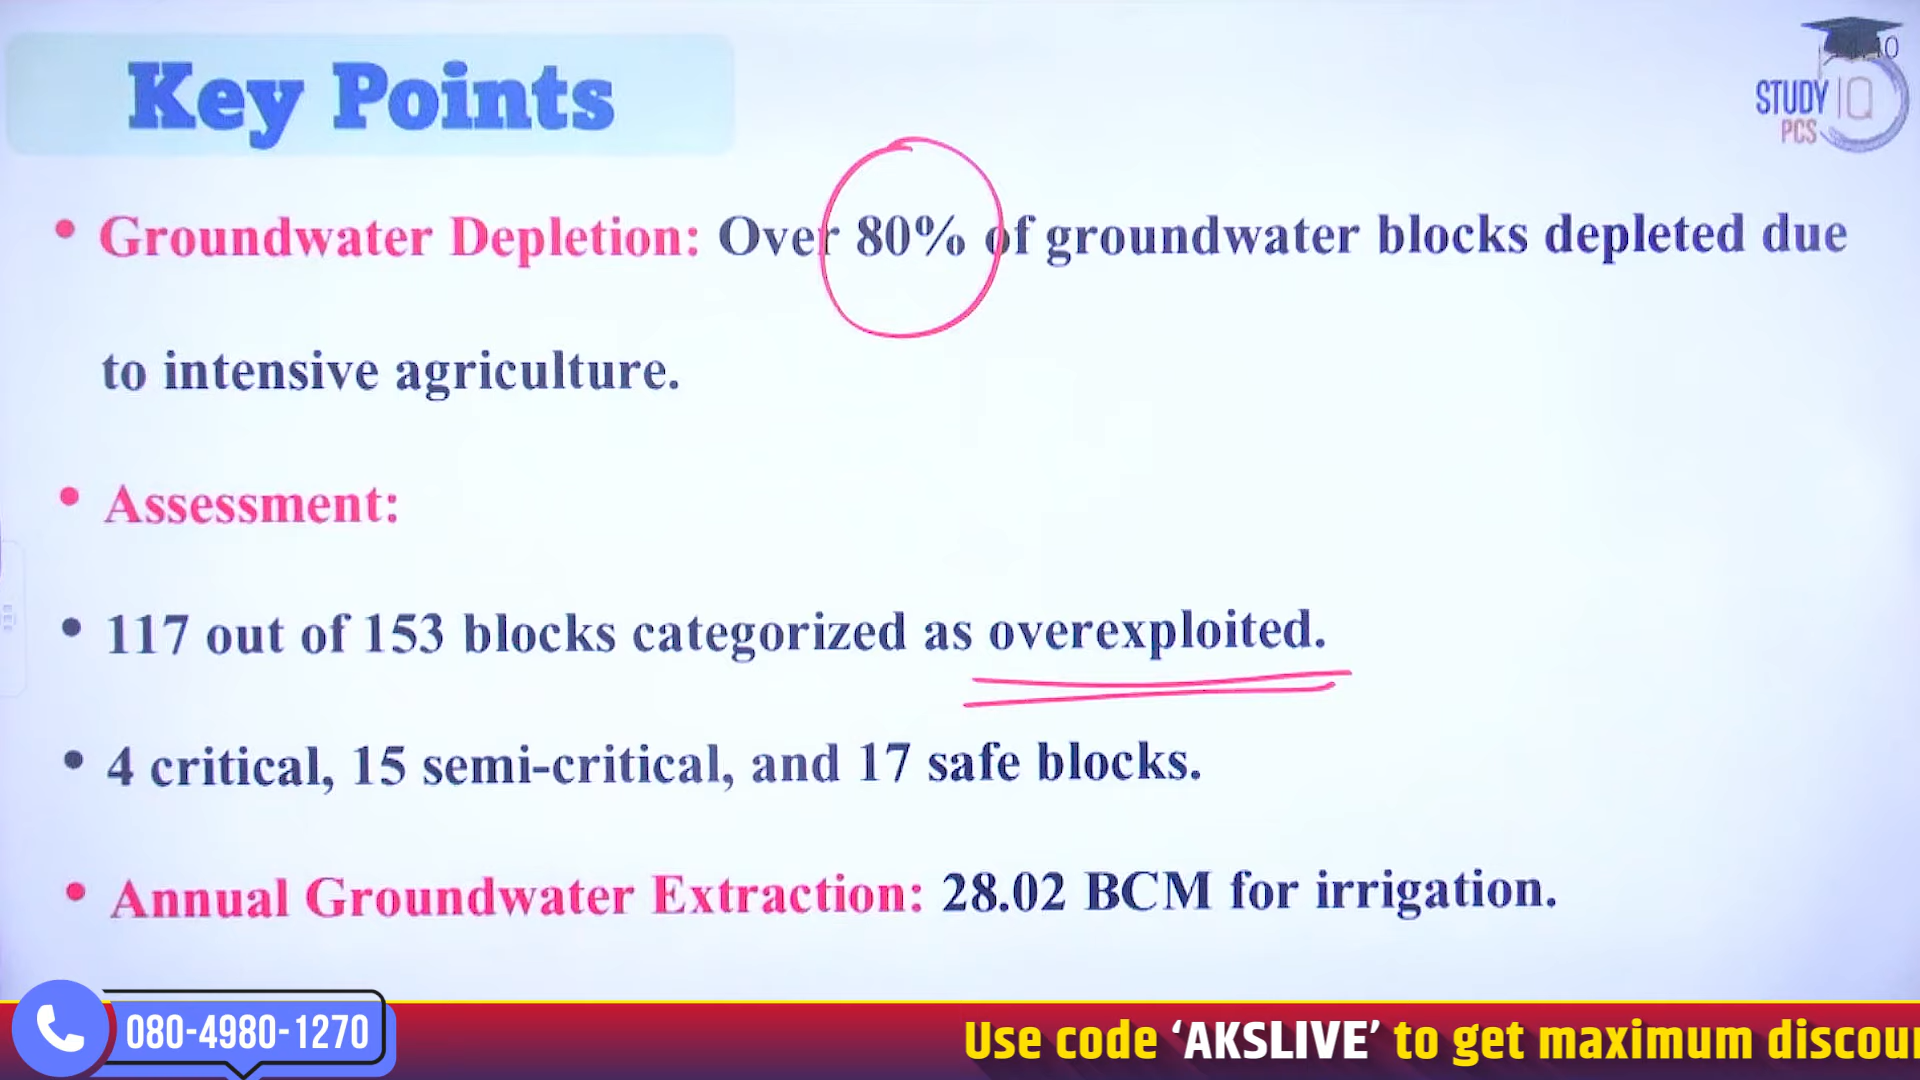 Key Points
STUDY IQ
PCS
• Groundwater Depletion: Over 80% of groundwater blocks depleted due
to intensive agriculture.
• Assessment:
• 117 out of 153 blocks categorized as overexploited.
• 4 critical, 15 semi-critical, and 17 safe blocks.
• Annual Groundwater Extraction: 28.02 BCM for irrigation.
080-4980-1270
Use code ‘AKSLIVE’ to get maximum discou